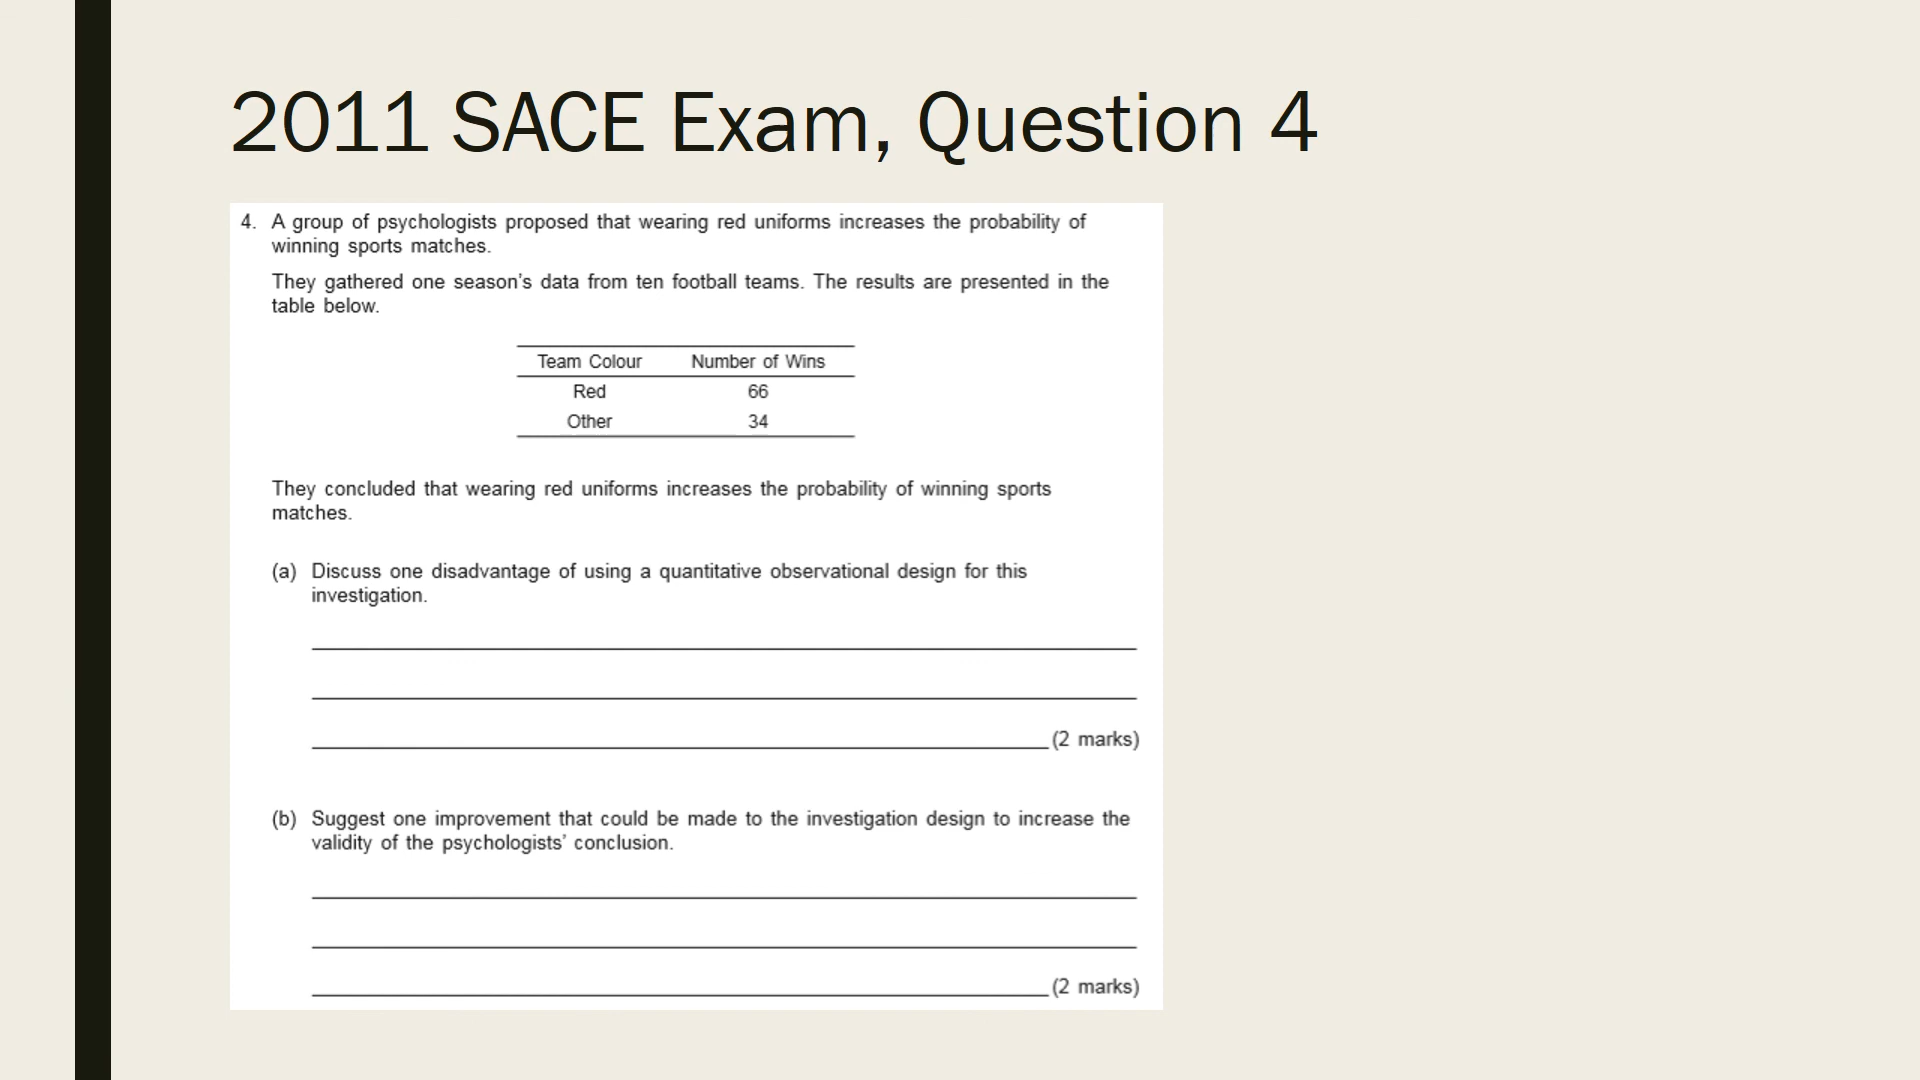 2011 SACE Exam, Question 4
4. A group of psychologists proposed that wearing red uniforms increases the probability of
winning sports matches.
They gathered one season's data from ten football teams. The results are presented in the
table below.
Team Colour Number of Wins
Red 66
Other 34
They concluded that wearing red uniforms increases the probability of winning sports
matches.
(a) Discuss one disadvantage of using a quantitative observational design for this
investigation.
(2 marks)
(b) Suggest one improvement that could be made to the investigation design to increase the
validity of the psychologists' conclusion.
(2 marks)